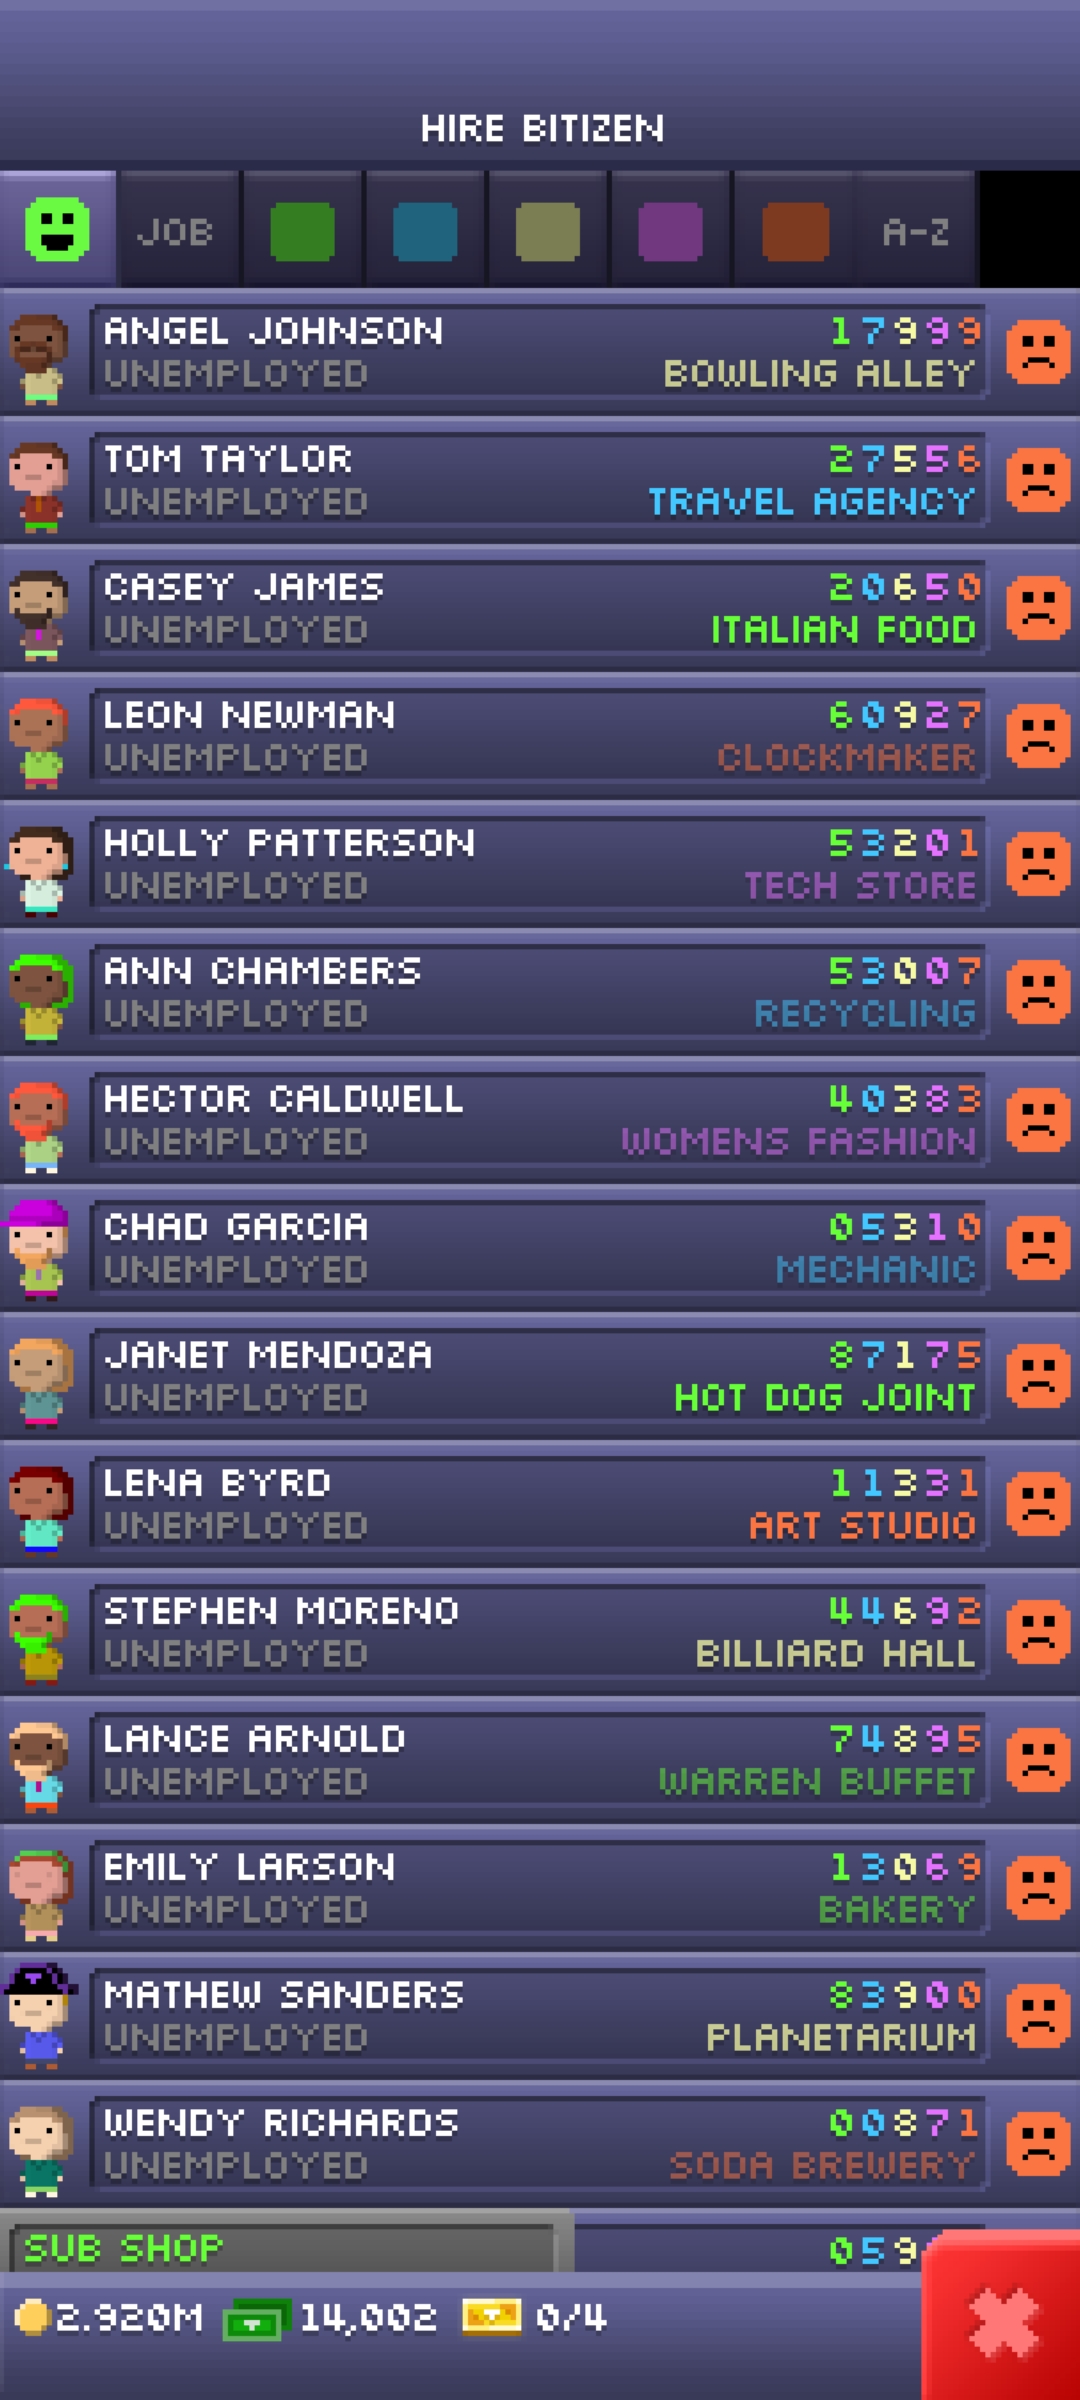 HIRE BITIZEN
JOB A-Z
ANGEL JOHNSON 17999
UNEMPLOYED BOWLING ALLEY
TOM TAYLOR 27556
UNEMPLOYED TRAVEL AGENCY
CASEY JAMES 20650
UNEMPLOYED ITALIAN FOOD
LEON NEWMAN 60927
UNEMPLOYED CLOCKMAKER
HOLLY PATTERSON 53201
UNEMPLOYED TECH STORE
ANN CHAMBERS 53007
UNEMPLOYED RECYCLING
HECTOR CALDWELL 40383
UNEMPLOYED WOMENS FASHION
CHAD GARCIA 05310
UNEMPLOYED MECHANIC
JANET MENDOZA 87175
UNEMPLOYED HOT DOG JOINT
LENA BYRD 11331
UNEMPLOYED ART STUDIO
STEPHEN MORENO 44692
UNEMPLOYED BILLIARD HALL
LANCE ARNOLD 74895
UNEMPLOYED WARREN BUFFET
EMILY LARSON 13069
UNEMPLOYED BAKERY
MATHEW SANDERS 83900
UNEMPLOYED PLANETARIUM
WENDY RICHARDS 00871
UNEMPLOYED SODA BREWERY
SUB SHOP 059
2.920M 14,002 0/4